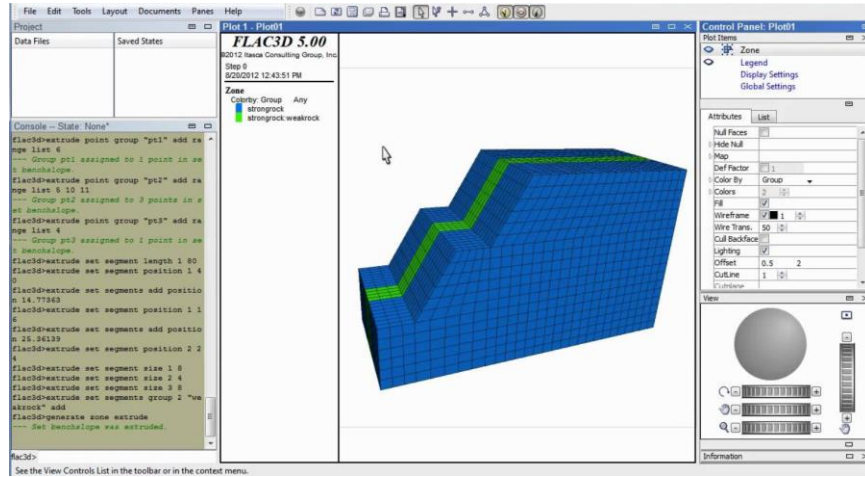 File Edit Tools Layout Documents Panes Help
Project
Data Files Saved States
Console -- State: None*
flac3d>extrude point group "pt1" add ra
nge list 6
--- Group pt1 assigned to 1 point in se
t benchslope.
flac3d>extrude point group "pt2" add ra
nge list 5 10 11
--- Group pt2 assigned to 3 points in s
et benchslope.
flac3d>extrude point group "pt3" add ra
nge list 4
--- Group pt3 assigned to 1 point in se
t benchslope.
flac3d>extrude set segment length 1 80
flac3d>extrude set segment position 1 4
0
flac3d>extrude set segments add positio
n 14.77363
flac3d>extrude set segment position 1 1
6
flac3d>extrude set segments add positio
n 25.36139
flac3d>extrude set segment position 2 2
4
flac3d>extrude set segment size 1 8
flac3d>extrude set segment size 2 4
flac3d>extrude set segment size 3 8
flac3d>extrude set segments group 2 "we
akrock" add
flac3d>generate zone extrude
--- Set benchslope was extruded.
flac3d>
See the View Controls List in the toolbar or in the context menu.
Plot 1 - Plot01
FLAC3D 5.00
©2012 Itasca Consulting Group, Inc.
Step 0
8/20/2012 12:43:51 PM
Zone
Colorby: Group Any
strongrock
strongrock:weakrock
Control Panel: Plot01
Plot Items
Zone
Legend
Display Settings
Global Settings
Attributes List
Null Faces
Hide Null
Map
Def Factor 1
Color By Group
Colors 2
Fill
Wireframe 1
Wire Trans. 50
Cull Backface
Lighting
Offset 0.5 2
CutLine 1
Cutplane
View
Information